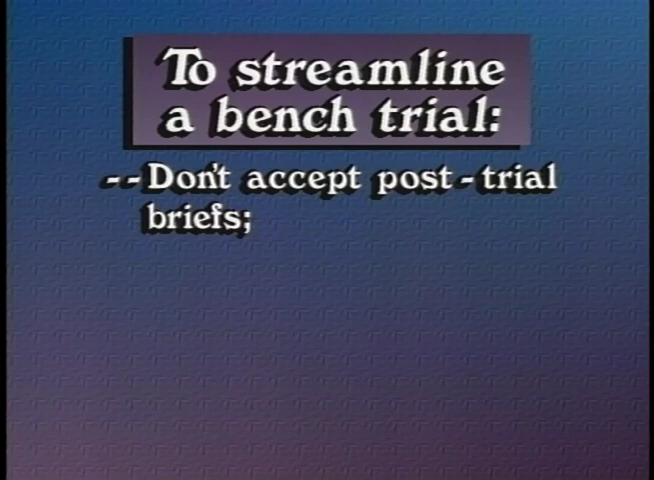 To streamline
a bench trial:
--Don't accept post-trial
briefs;